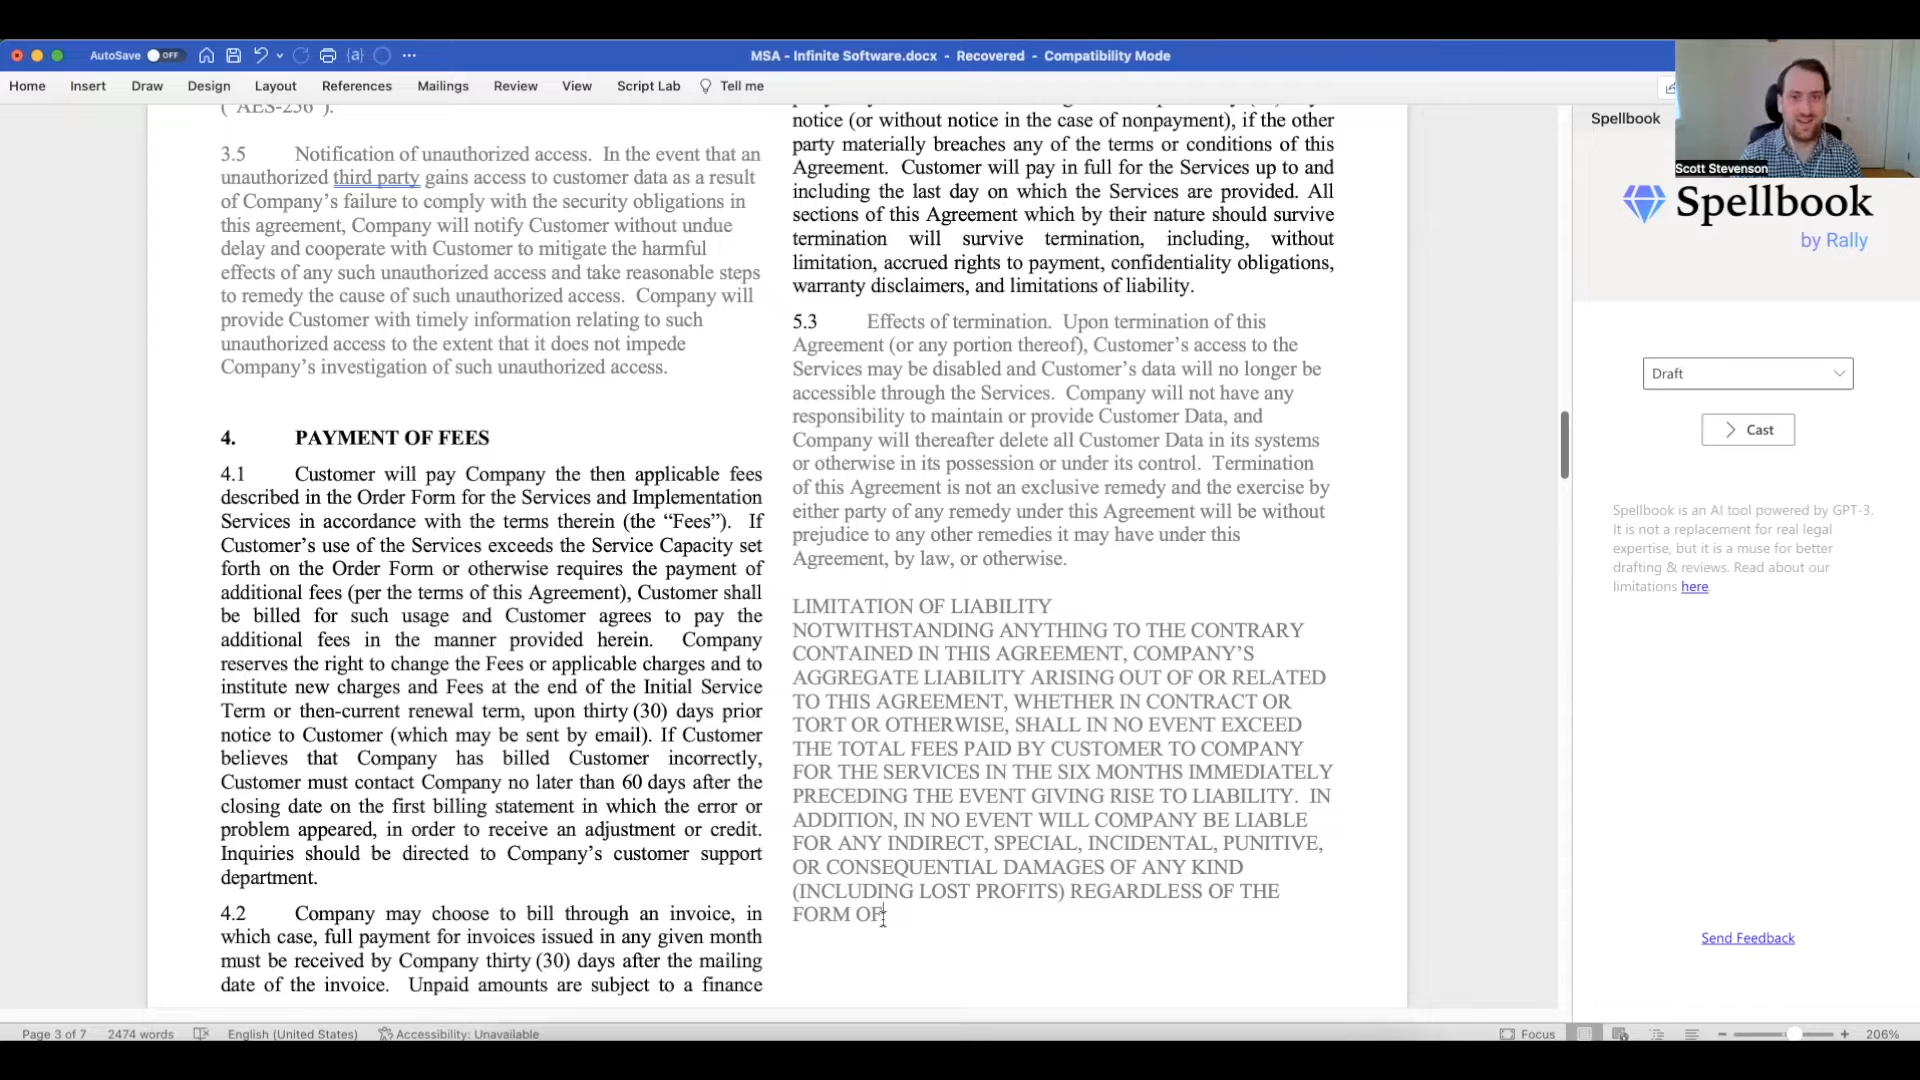 AutoSave OFF
MSA - Infinite Software.docx - Recovered - Compatibility Mode
Home Insert Draw Design Layout References Mailings Review View Script Lab Tell me
("AES-256").
3.5 Notification of unauthorized access. In the event that an
unauthorized third party gains access to customer data as a result
of Company's failure to comply with the security obligations in
this agreement, Company will notify Customer without undue
delay and cooperate with Customer to mitigate the harmful
effects of any such unauthorized access and take reasonable steps
to remedy the cause of such unauthorized access. Company will
provide Customer with timely information relating to such
unauthorized access to the extent that it does not impede
Company's investigation of such unauthorized access.
4. PAYMENT OF FEES
4.1 Customer will pay Company the then applicable fees
described in the Order Form for the Services and Implementation
Services in accordance with the terms therein (the “Fees”). If
Customer's use of the Services exceeds the Service Capacity set
forth on the Order Form or otherwise requires the payment of
additional fees (per the terms of this Agreement), Customer shall
be billed for such usage and Customer agrees to pay the
additional fees in the manner provided herein. Company
reserves the right to change the Fees or applicable charges and to
institute new charges and Fees at the end of the Initial Service
Term or then-current renewal term, upon thirty (30) days prior
notice to Customer (which may be sent by email). If Customer
believes that Company has billed Customer incorrectly,
Customer must contact Company no later than 60 days after the
closing date on the first billing statement in which the error or
problem appeared, in order to receive an adjustment or credit.
Inquiries should be directed to Company's customer support
department.
4.2 Company may choose to bill through an invoice, in
which case, full payment for invoices issued in any given month
must be received by Company thirty (30) days after the mailing
date of the invoice. Unpaid amounts are subject to a finance
notice (or without notice in the case of nonpayment), if the other
party materially breaches any of the terms or conditions of this
Agreement. Customer will pay in full for the Services up to and
including the last day on which the Services are provided. All
sections of this Agreement which by their nature should survive
termination will survive termination, including, without
limitation, accrued rights to payment, confidentiality obligations,
warranty disclaimers, and limitations of liability.
5.3 Effects of termination. Upon termination of this
Agreement (or any portion thereof), Customer's access to the
Services may be disabled and Customer's data will no longer be
accessible through the Services. Company will not have any
responsibility to maintain or provide Customer Data, and
Company will thereafter delete all Customer Data in its systems
or otherwise in its possession or under its control. Termination
of this Agreement is not an exclusive remedy and the exercise by
either party of any remedy under this Agreement will be without
prejudice to any other remedies it may have under this
Agreement, by law, or otherwise.
LIMITATION OF LIABILITY
NOTWITHSTANDING ANYTHING TO THE CONTRARY
CONTAINED IN THIS AGREEMENT, COMPANY'S
AGGREGATE LIABILITY ARISING OUT OF OR RELATED
TO THIS AGREEMENT, WHETHER IN CONTRACT OR
TORT OR OTHERWISE, SHALL IN NO EVENT EXCEED
THE TOTAL FEES PAID BY CUSTOMER TO COMPANY
FOR THE SERVICES IN THE SIX MONTHS IMMEDIATELY
PRECEDING THE EVENT GIVING RISE TO LIABILITY. IN
ADDITION, IN NO EVENT WILL COMPANY BE LIABLE
FOR ANY INDIRECT, SPECIAL, INCIDENTAL, PUNITIVE,
OR CONSEQUENTIAL DAMAGES OF ANY KIND
(INCLUDING LOST PROFITS) REGARDLESS OF THE
FORM OF
Spellbook
Scott Stevenson
Spellbook
by Rally
Draft
Cast
Spellbook is an AI tool powered by GPT-3.
It is not a replacement for real legal
expertise, but it is a muse for better
drafting & reviews. Read about our
limitations here.
Send Feedback
Page 3 of 7 2474 words English (United States) Accessibility: Unavailable Focus 206%